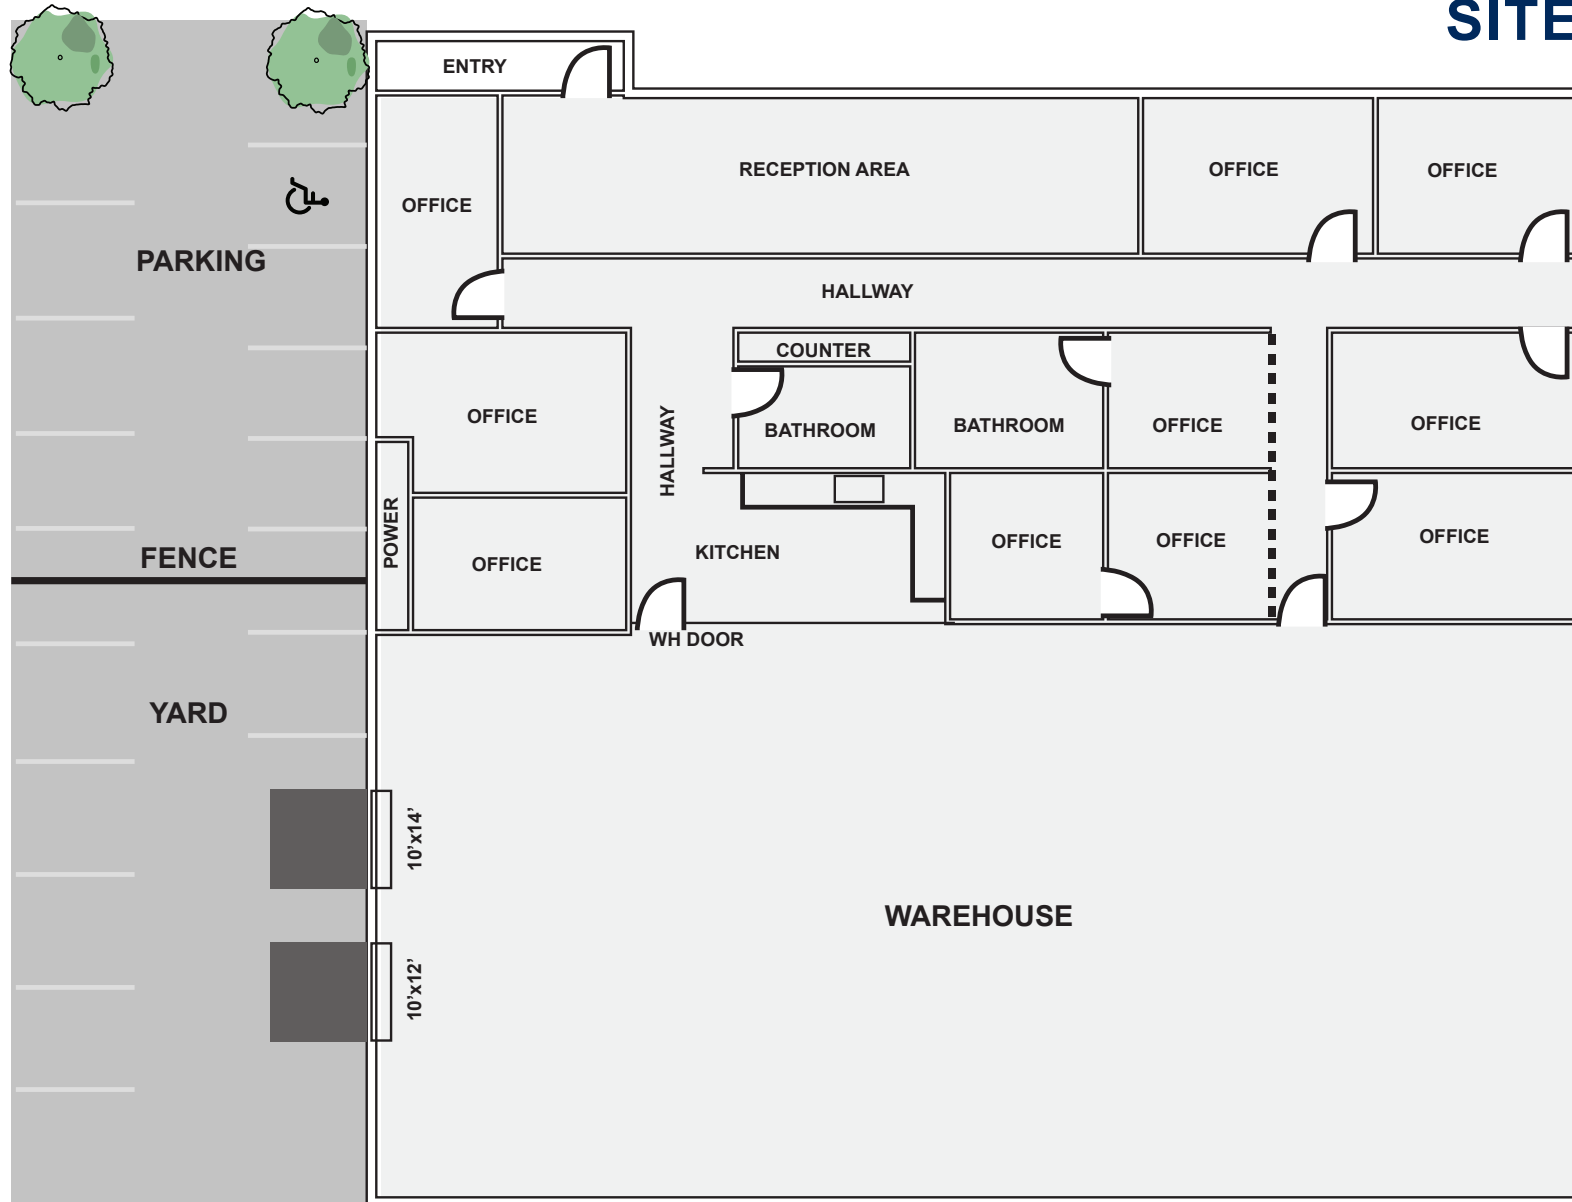 SITE
ENTRY
RECEPTION AREA
OFFICE
OFFICE
OFFICE
PARKING
HALLWAY
COUNTER
OFFICE
HALLWAY
BATHROOM
BATHROOM
OFFICE
OFFICE
POWER
OFFICE
KITCHEN
OFFICE
OFFICE
OFFICE
FENCE
WH DOOR
YARD
10'x14'
WAREHOUSE
10'x12'